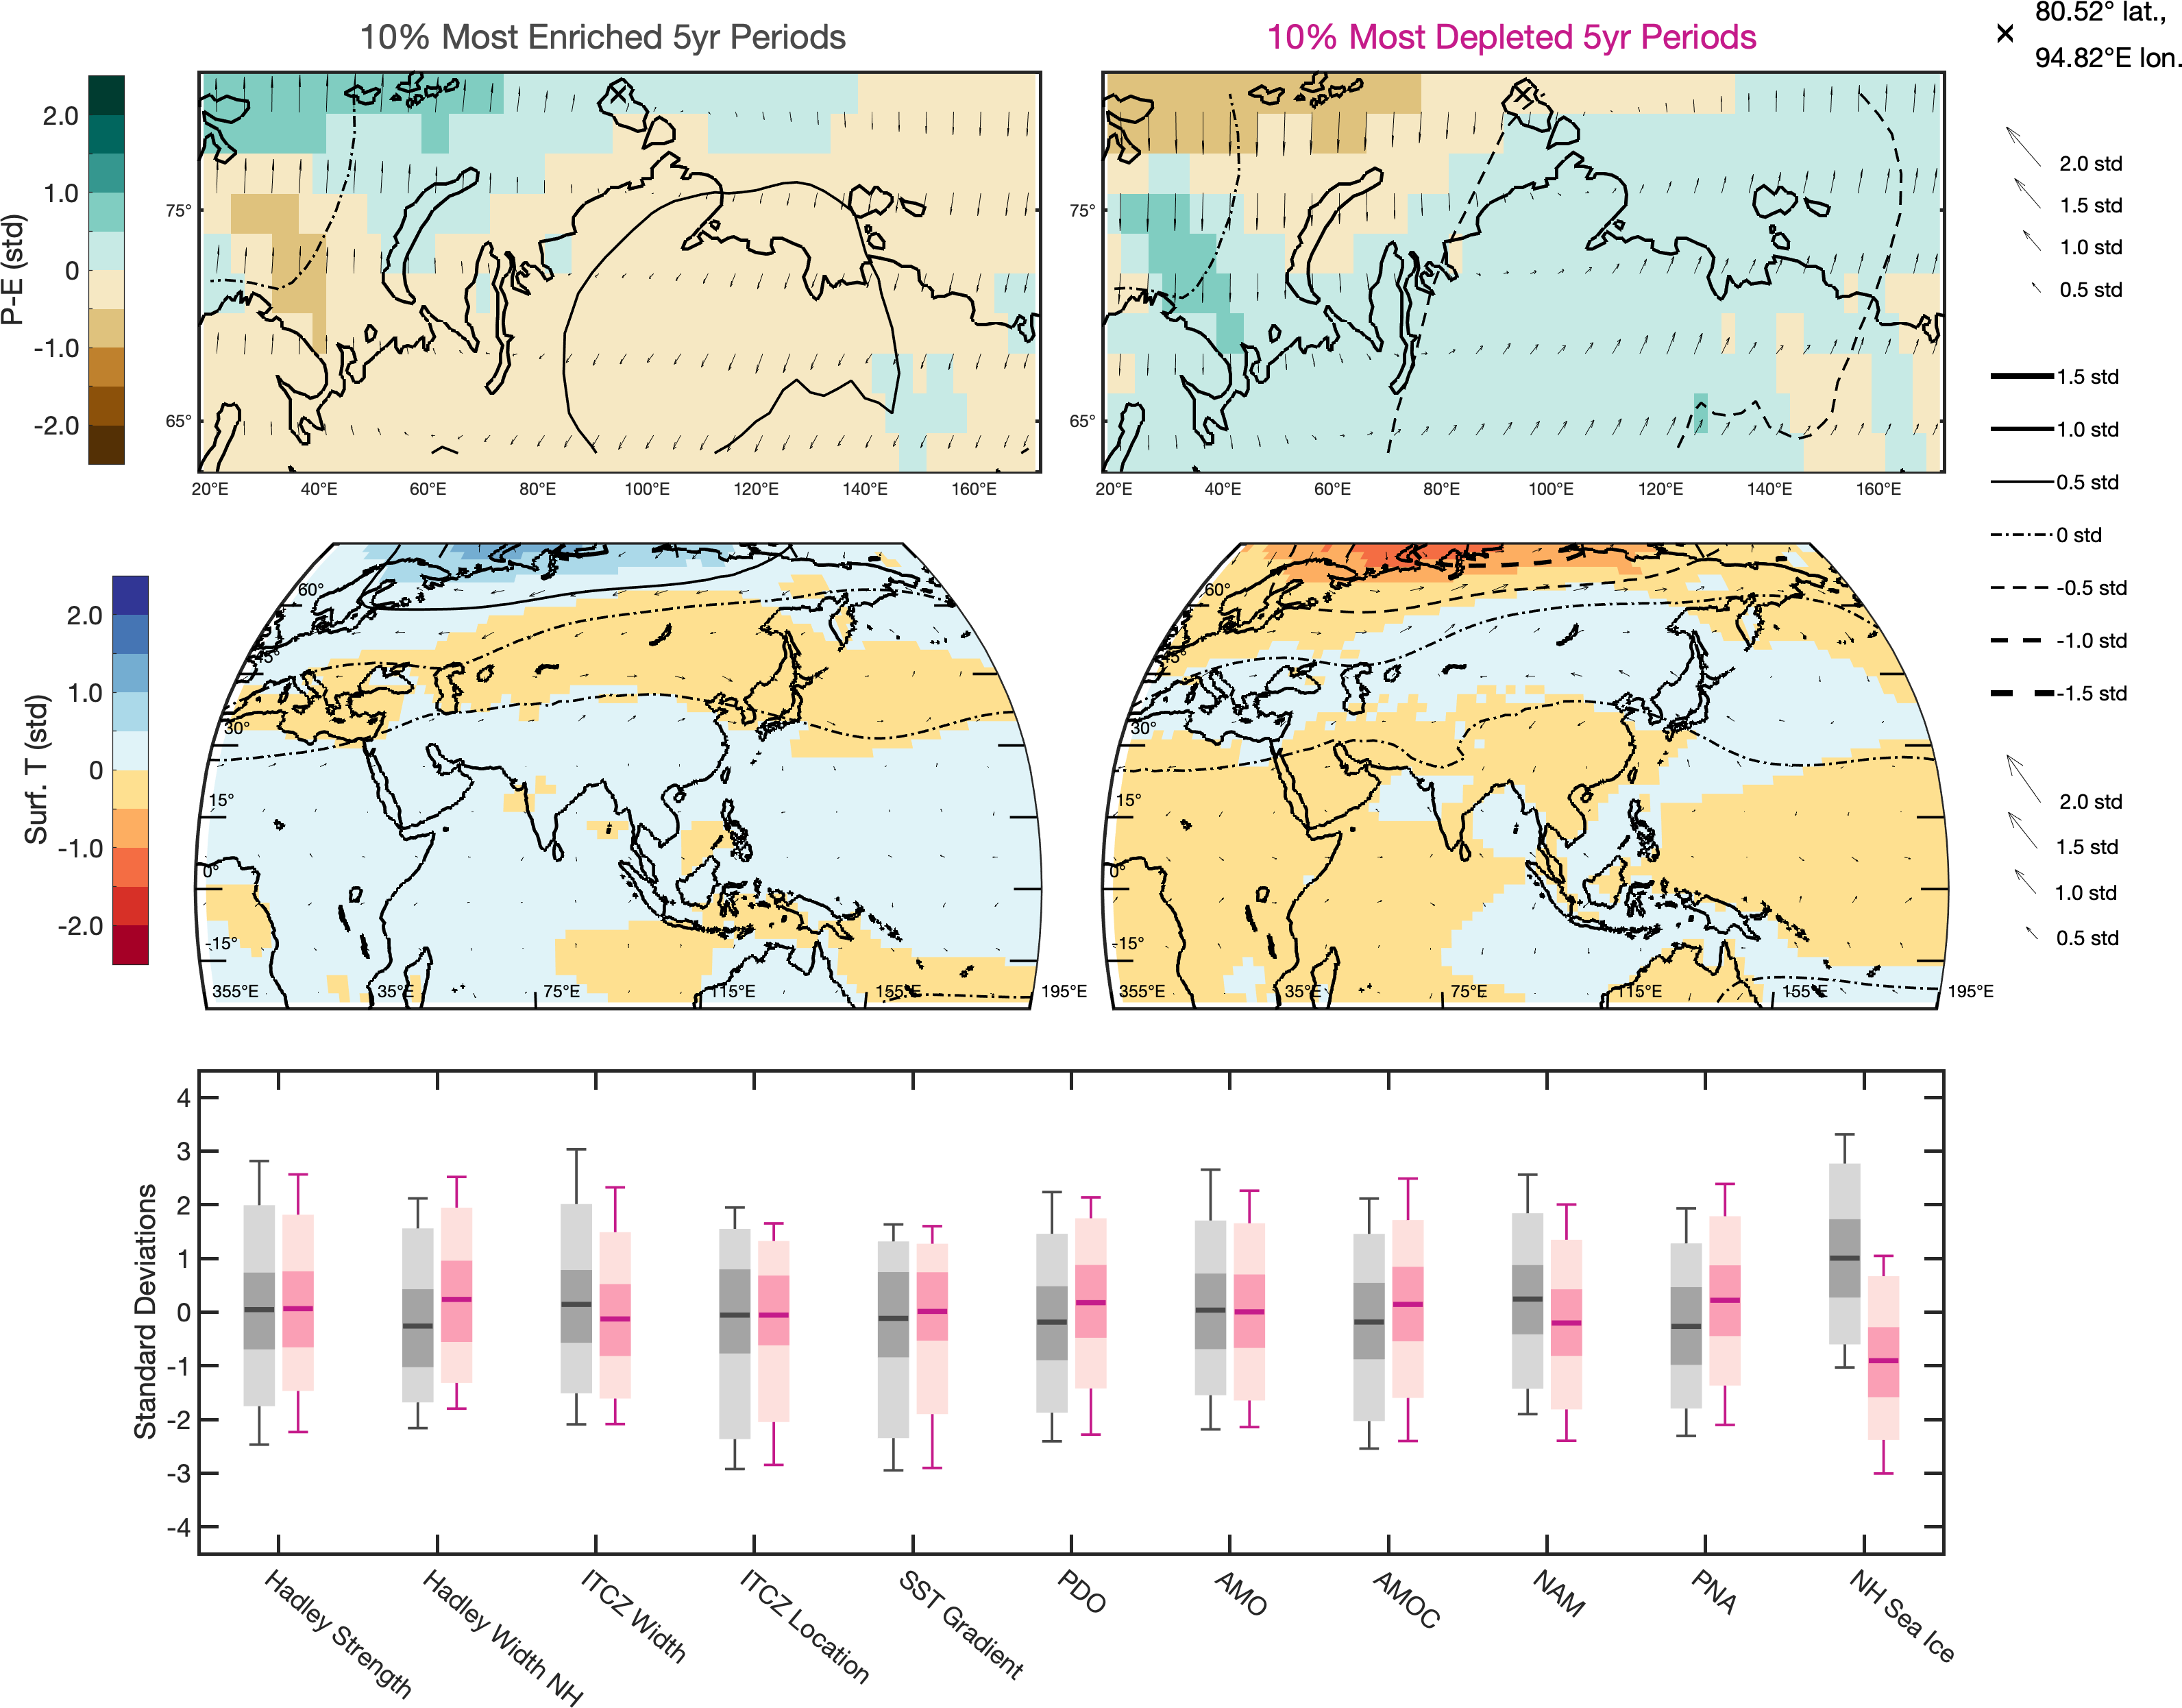 10% Most Enriched 5yr Periods
10% Most Depleted 5yr Periods
80.52° lat.,
94.82°E lon.
P-E (std)
2.0
1.0
0
-1.0
-2.0
75°
65°
20°E 40°E 60°E 80°E 100°E 120°E 140°E 160°E
75°
65°
20°E 40°E 60°E 80°E 100°E 120°E 140°E 160°E
2.0 std
1.5 std
1.0 std
0.5 std
1.5 std
1.0 std
0.5 std
0 std
-0.5 std
-1.0 std
-1.5 std
2.0 std
1.5 std
1.0 std
0.5 std
Surf. T (std)
2.0
1.0
0
-1.0
-2.0
60°
45°
30°
15°
0°
-15°
355°E 35°E 75°E 115°E 155°E 195°E
60°
45°
30°
15°
0°
-15°
355°E 35°E 75°E 115°E 155°E 195°E
Standard Deviations
4
3
2
1
0
-1
-2
-3
-4
Hadley Strength
Hadley Width NH
ITCZ Width
ITCZ Location
SST Gradient
PDO
AMO
AMOC
NAM
PNA
NH Sea Ice